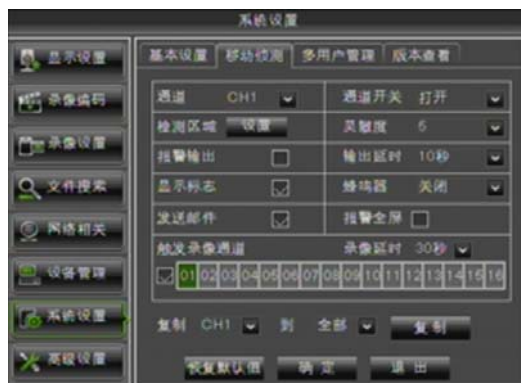 系统设置
显示设置
录像编码
录像设置
文件搜索
网络相关
设备管理
系统设置
高级设置
基本设置 移动侦测 多用户管理 版本查看
通道 CH1 通道开关 打开
检测区域 设置 灵敏度 6
报警输出 输出延时 10秒
显示标志 蜂鸣器 关闭
发送邮件 报警全屏
触发录像通道 录像延时 30秒
01 02 03 04 05 06 07 08 09 10 11 12 13 14 15 16
复制 CH1 到 全部 复制
恢复默认值 确定 退出